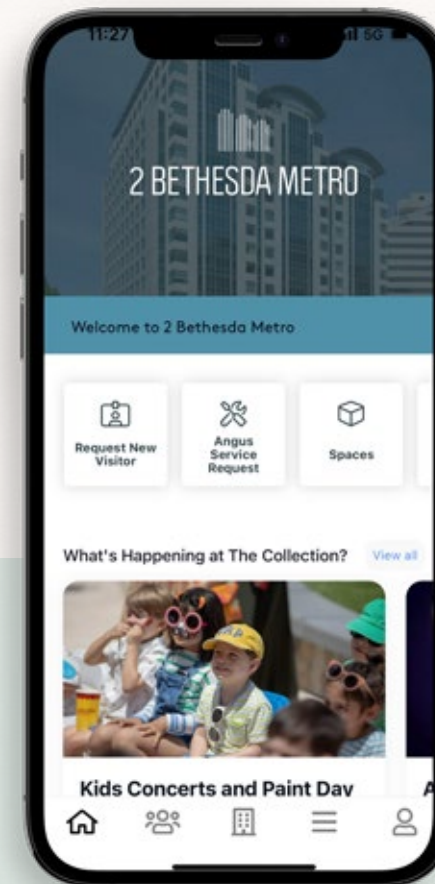 11:27
5G
2 BETHESDA METRO
Welcome to 2 Bethesda Metro
Request New
Visitor
Angus
Service
Request
Spaces
What's Happening at The Collection?
View all
Kids Concerts and Paint Day
A